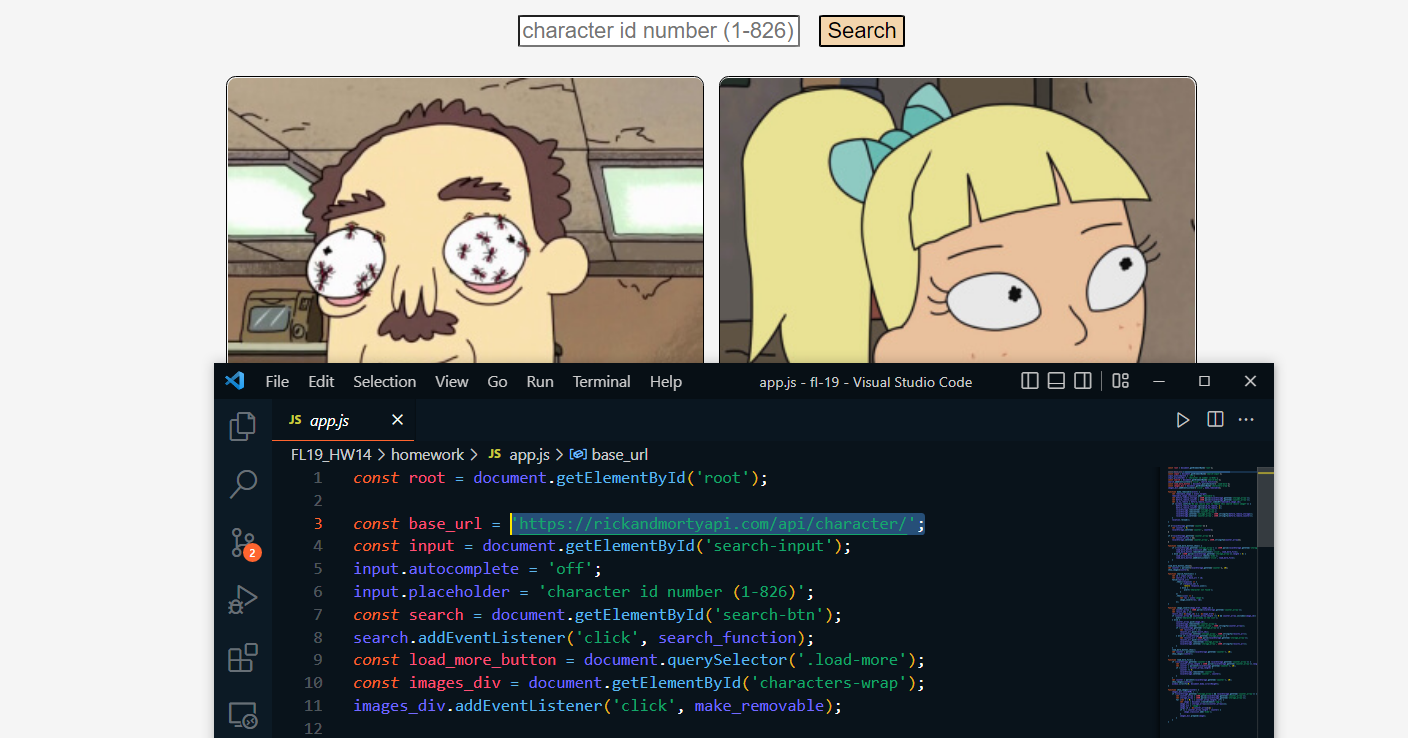 character id number (1-826) Search
File Edit Selection View Go Run Terminal Help app.js - fl-19 - Visual Studio Code
JS app.js
FL19_HW14 > homework > JS app.js > base_url
1 const root = document.getElementById('root');
2
3 const base_url = 'https://rickandmortyapi.com/api/character/';
4 const input = document.getElementById('search-input');
5 input.autocomplete = 'off';
6 input.placeholder = 'character id number (1-826)';
7 const search = document.getElementById('search-btn');
8 search.addEventListener('click', search_function);
9 const load_more_button = document.querySelector('.load-more');
10 const images_div = document.getElementById('characters-wrap');
11 images_div.addEventListener('click', make_removable);
12
2